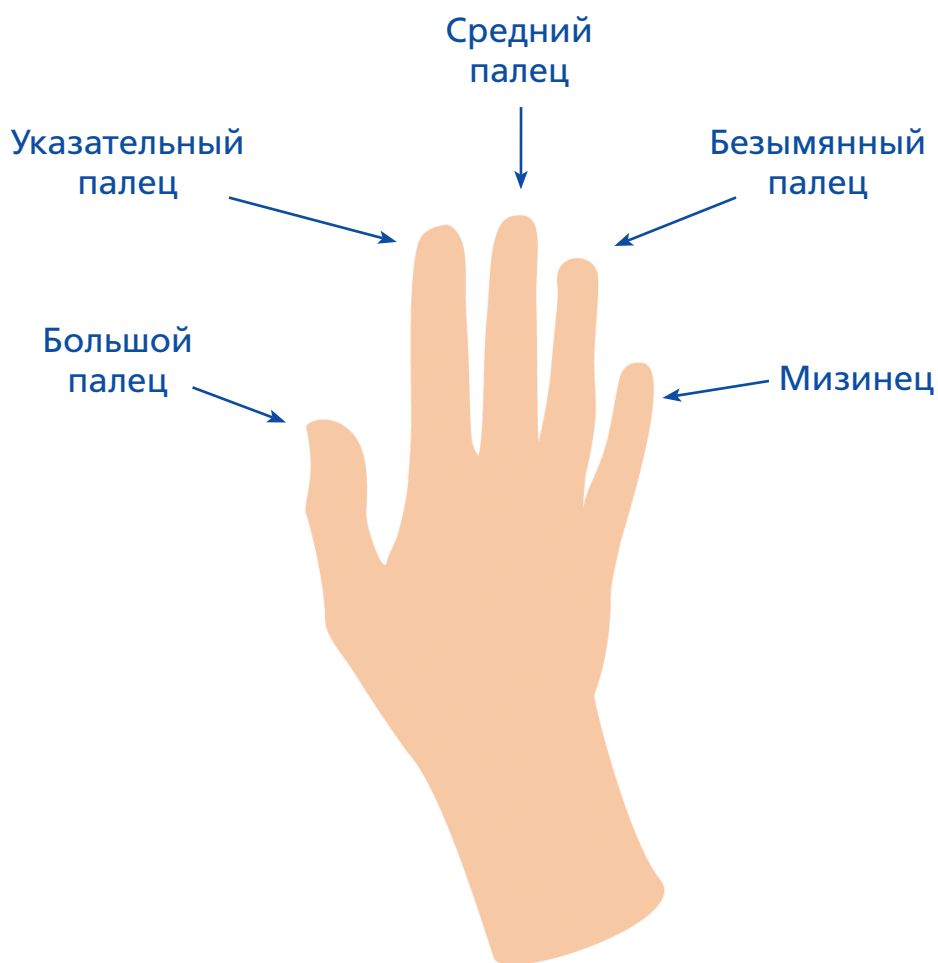 Средний
палец
Указательный
палец
Безымянный
палец
Большой
палец
Мизинец